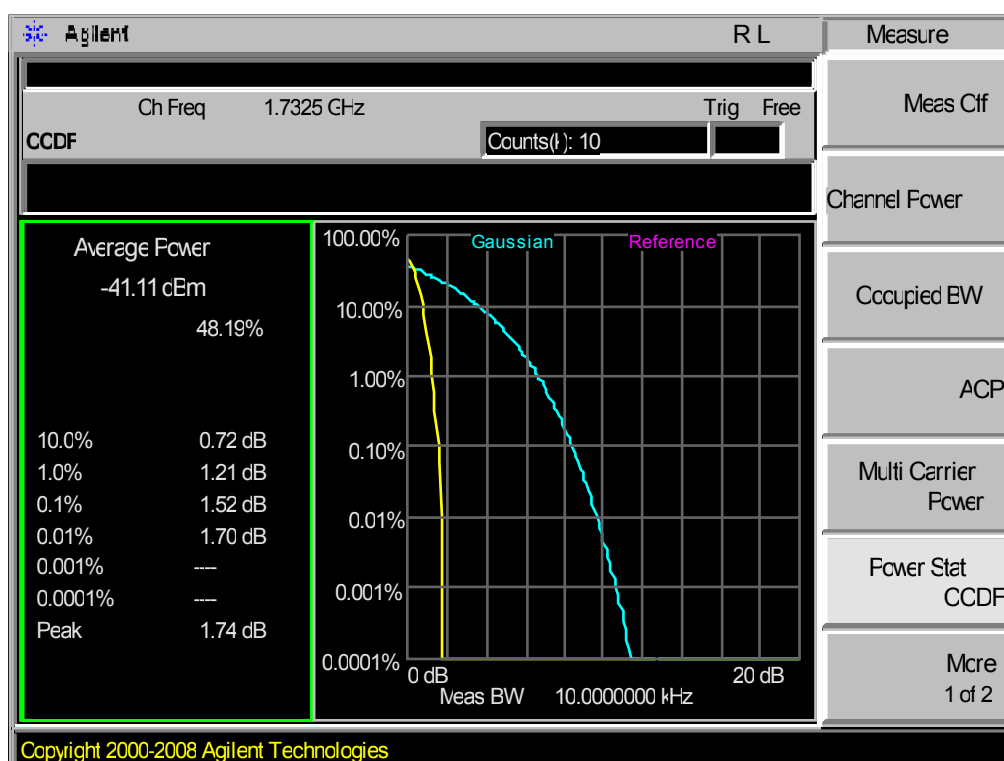 Agilent R L
Measure
Ch Freq 1.7325 GHz Trig Free
CCDF
Counts(k): 10
Average Power
-41.11 dBm
48.19%
10.0% 0.72 dB
1.0% 1.21 dB
0.1% 1.52 dB
0.01% 1.70 dB
0.001% ----
0.0001% ----
Peak 1.74 dB
Gaussian Reference
100.00%
10.00%
1.00%
0.10%
0.01%
0.001%
0.0001%
0 dB 20 dB
Meas BW 10.0000000 kHz
Meas Off
Channel Power
Occupied BW
ACP
Multi Carrier
Power
Power Stat
CCDF
More
1 of 2
Copyright 2000-2008 Agilent Technologies